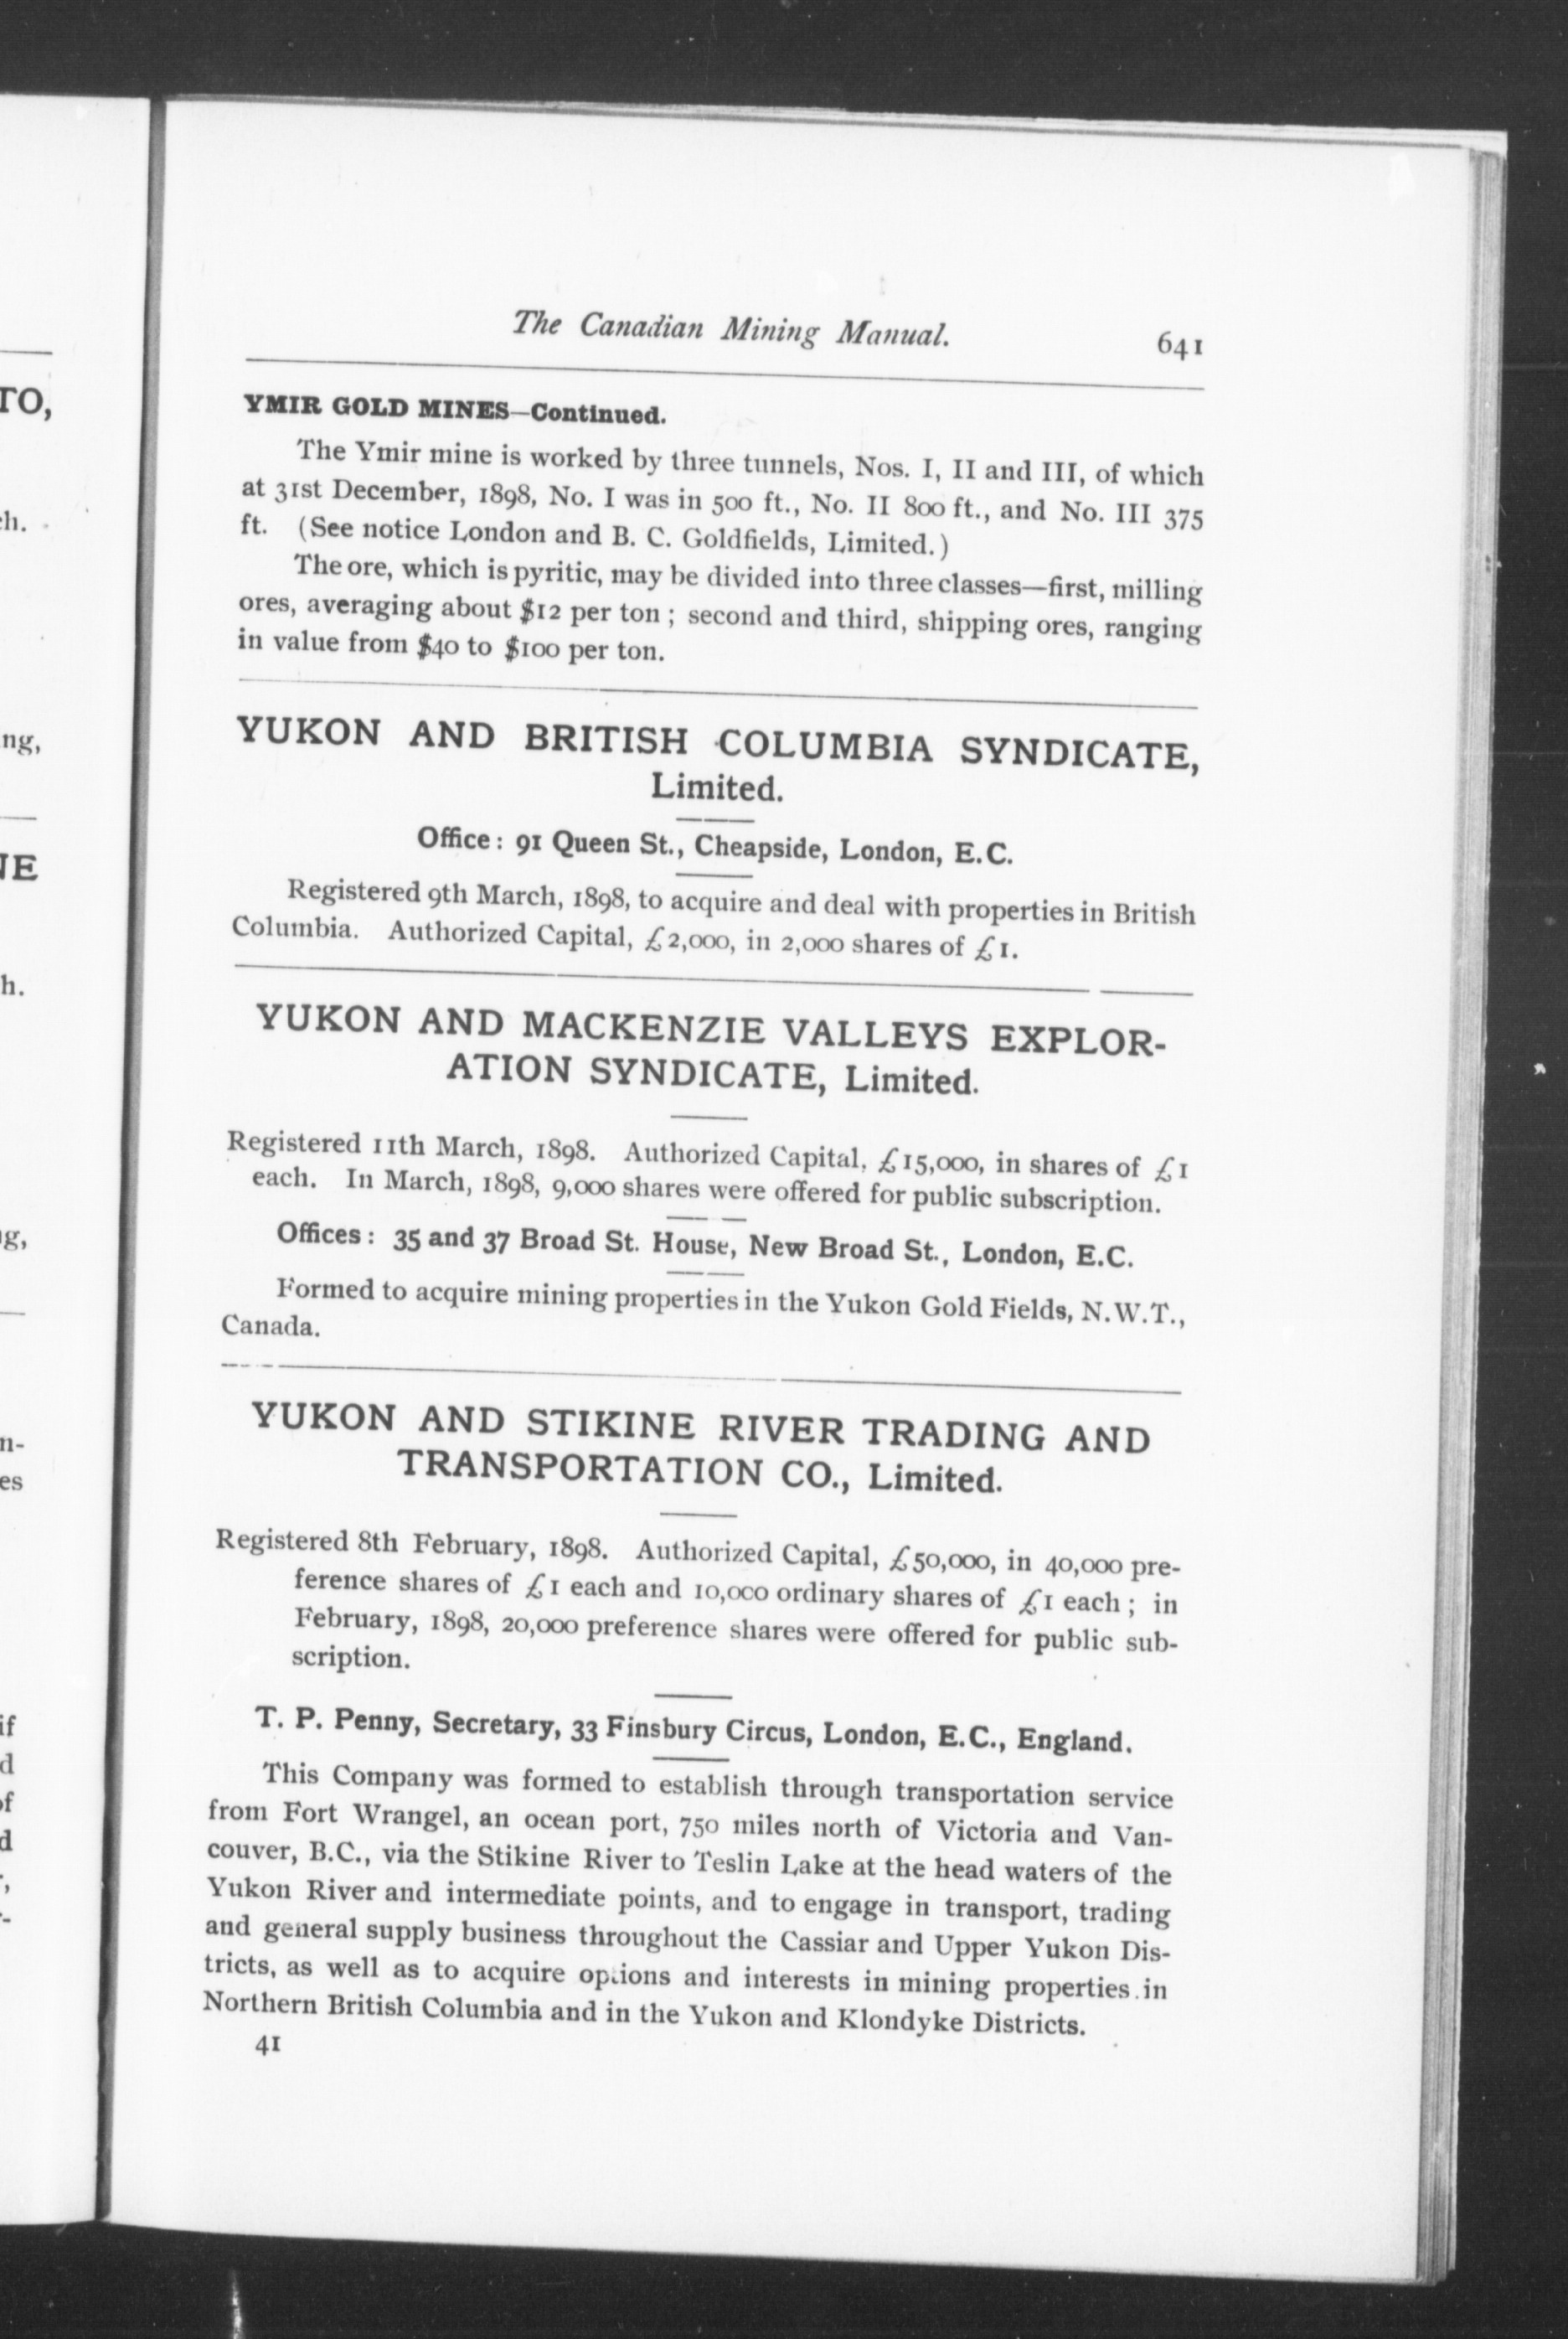 The Canadian Mining Manual. 641
YMIR GOLD MINES—Continued.
The Ymir mine is worked by three tunnels, Nos. I, II and III, of which
at 31st December, 1898, No. I was in 500 ft., No. II 800 ft., and No. III 375
ft. (See notice London and B. C. Goldfields, Limited.)
The ore, which is pyritic, may be divided into three classes—first, milling
ores, averaging about $12 per ton ; second and third, shipping ores, ranging
in value from $40 to $100 per ton.
YUKON AND BRITISH COLUMBIA SYNDICATE,
Limited.
Office : 91 Queen St., Cheapside, London, E.C.
Registered 9th March, 1898, to acquire and deal with properties in British
Columbia. Authorized Capital, £2,000, in 2,000 shares of £1.
YUKON AND MACKENZIE VALLEYS EXPLOR-
ATION SYNDICATE, Limited.
Registered 11th March, 1898. Authorized Capital, £15,000, in shares of £1
each. In March, 1898, 9,000 shares were offered for public subscription.
Offices : 35 and 37 Broad St. House, New Broad St., London, E.C.
Formed to acquire mining properties in the Yukon Gold Fields, N.W.T.,
Canada.
YUKON AND STIKINE RIVER TRADING AND
TRANSPORTATION CO., Limited.
Registered 8th February, 1898. Authorized Capital, £50,000, in 40,000 pre-
ference shares of £1 each and 10,000 ordinary shares of £1 each ; in
February, 1898, 20,000 preference shares were offered for public sub-
scription.
T. P. Penny, Secretary, 33 Finsbury Circus, London, E.C., England.
This Company was formed to establish through transportation service
from Fort Wrangel, an ocean port, 750 miles north of Victoria and Van-
couver, B.C., via the Stikine River to Teslin Lake at the head waters of the
Yukon River and intermediate points, and to engage in transport, trading
and general supply business throughout the Cassiar and Upper Yukon Dis-
tricts, as well as to acquire options and interests in mining properties in
Northern British Columbia and in the Yukon and Klondyke Districts.
41